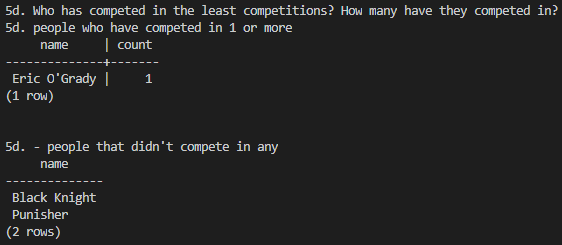 5d. Who has competed in the least competitions? How many have they competed in?
5d. people who have competed in 1 or more
     name     | count
--------------+-------
 Eric O'Grady |     1
(1 row)
5d. - people that didn't compete in any
     name
--------------
 Black Knight
 Punisher
(2 rows)